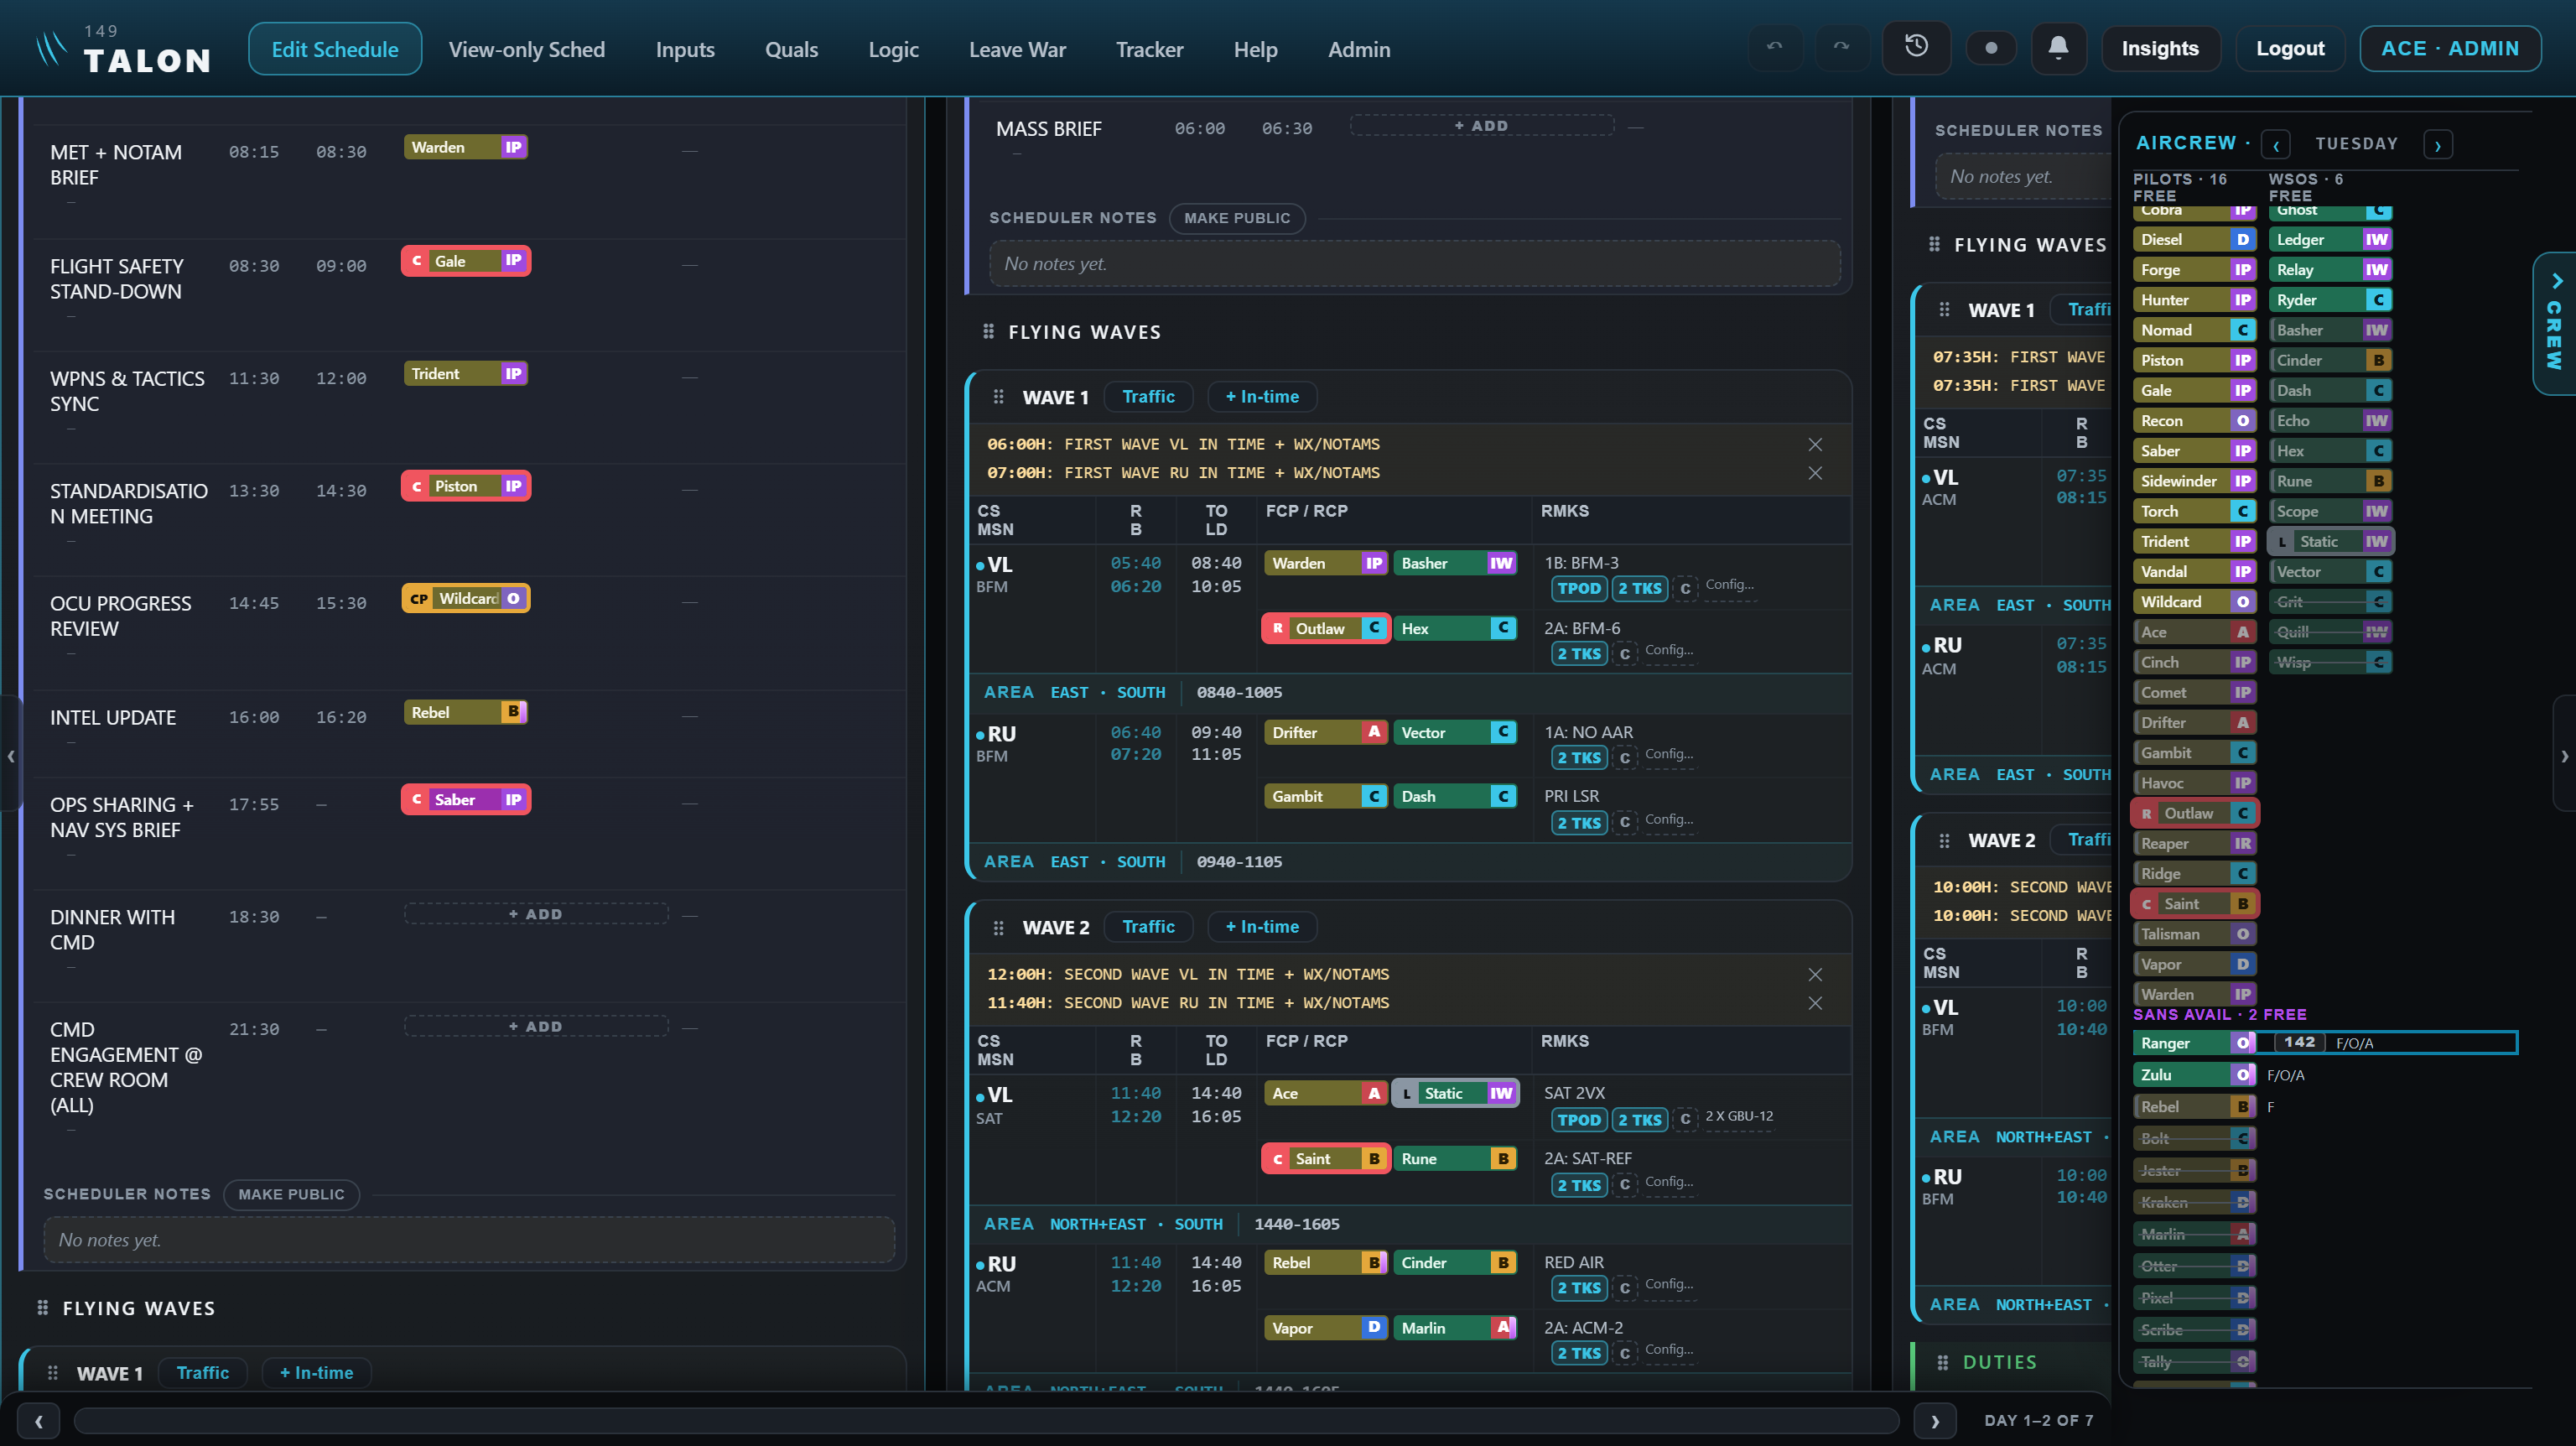 149
TALON
Edit Schedule
View-only Sched
Inputs
Quals
Logic
Leave War
Tracker
Help
Admin
Insights
Logout
ACE · ADMIN
MET + NOTAM BRIEF
08:15 08:30
Warden IP
—
–
FLIGHT SAFETY STAND-DOWN
08:30 09:00
C Gale IP
—
–
WPNS & TACTICS SYNC
11:30 12:00
Trident IP
—
–
STANDARDISATIO
N MEETING
13:30 14:30
C Piston IP
—
–
OCU PROGRESS REVIEW
14:45 15:30
CP Wildcard O
—
–
INTEL UPDATE
16:00 16:20
Rebel B
—
–
OPS SHARING + NAV SYS BRIEF
17:55 –
C Saber IP
—
–
DINNER WITH CMD
18:30 –
+ ADD
—
–
CMD ENGAGEMENT @ CREW ROOM (ALL)
21:30 –
+ ADD
—
–
SCHEDULER NOTES
MAKE PUBLIC
No notes yet.
FLYING WAVES
WAVE 1
Traffic
+ In-time
MASS BRIEF
06:00 06:30
+ ADD
—
–
SCHEDULER NOTES
MAKE PUBLIC
No notes yet.
FLYING WAVES
WAVE 1
Traffic
+ In-time
06:00H: FIRST WAVE VL IN TIME + WX/NOTAMS
07:00H: FIRST WAVE RU IN TIME + WX/NOTAMS
CS R TO FCP / RCP RMKS
MSN B LD
VL 05:40 08:40 Warden IP Basher IW 1B: BFM-3
BFM 06:20 10:05 TPOD 2 TKS C Config...
R Outlaw C Hex C 2A: BFM-6
2 TKS C Config...
AREA EAST · SOUTH 0840-1005
RU 06:40 09:40 Drifter A Vector C 1A: NO AAR
BFM 07:20 11:05 2 TKS C Config...
Gambit C Dash C PRI LSR
2 TKS C Config...
AREA EAST · SOUTH 0940-1105
WAVE 2
Traffic
+ In-time
12:00H: SECOND WAVE VL IN TIME + WX/NOTAMS
11:40H: SECOND WAVE RU IN TIME + WX/NOTAMS
CS R TO FCP / RCP RMKS
MSN B LD
VL 11:40 14:40 Ace A L Static IW SAT 2VX
SAT 12:20 16:05 TPOD 2 TKS C 2 X GBU-12
C Saint B Rune B 2A: SAT-REF
2 TKS C Config...
AREA NORTH+EAST · SOUTH 1440-1605
RU 11:40 14:40 Rebel B Cinder B RED AIR
ACM 12:20 16:05 2 TKS C Config...
Vapor D Marlin A 2A: ACM-2
2 TKS C Config...
AREA NORTH+EAST · SOUTH 1440-1605
SCHEDULER NOTES
No notes yet.
FLYING WAVES
WAVE 1
07:35H: FIRST WAVE
07:35H: FIRST WAVE
CS R
MSN B
VL 07:35
ACM 08:15
AREA EAST · SOUTH
RU 07:35
ACM 08:15
AREA EAST · SOUTH
WAVE 2
10:00H: SECOND WAVE
10:00H: SECOND WAVE
CS R
MSN B
VL 10:00
BFM 10:40
AREA NORTH+EAST ·
RU 10:00
BFM 10:40
AREA NORTH+EAST ·
DUTIES
AIRCREW · ‹ TUESDAY ›
PILOTS · 16 FREE
WSOS · 6 FREE
Cobra IP Ghost C
Diesel D Ledger IW
Forge IP Relay IW
Hunter IP Ryder C
Nomad C Basher IW
Piston IP Cinder B
Gale IP Dash C
Recon O Echo IW
Saber IP Hex C
Sidewinder IP Rune B
Torch C Scope IW
Trident IP L Static IW
Vandal IP Vector C
Wildcard O Grit C
Ace A Quill IW
Cinch IP Wisp C
Comet IP
Drifter A
Gambit C
Havoc IP
R Outlaw C
Reaper IR
Ridge C
C Saint B
Talisman O
Vapor D
Warden IP
SANS AVAIL · 2 FREE
Ranger O 142 F/O/A
Zulu O F/O/A
Rebel B F
Bolt C
Jester B
Kraken D
Marlin A
Otter D
Pixel D
Scribe D
Tally O
CREW
DAY 1–2 OF 7